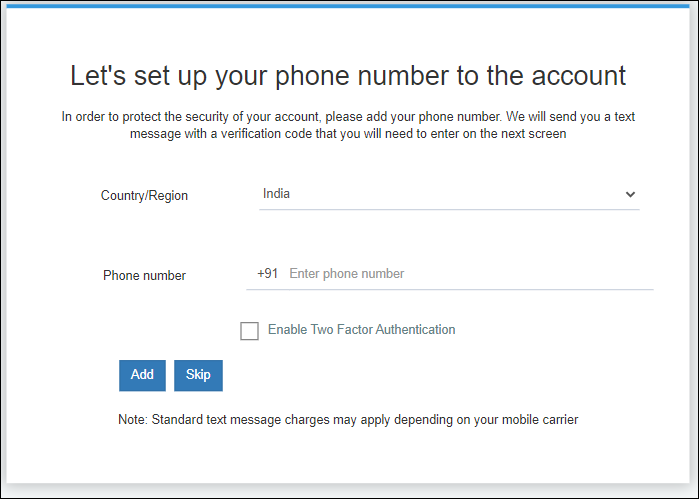 Let's set up your phone number to the account
In order to protect the security of your account, please add your phone number. We will send you a text
message with a verification code that you will need to enter on the next screen
Country/Region India
Phone number +91 Enter phone number
Enable Two Factor Authentication
Add Skip
Note: Standard text message charges may apply depending on your mobile carrier